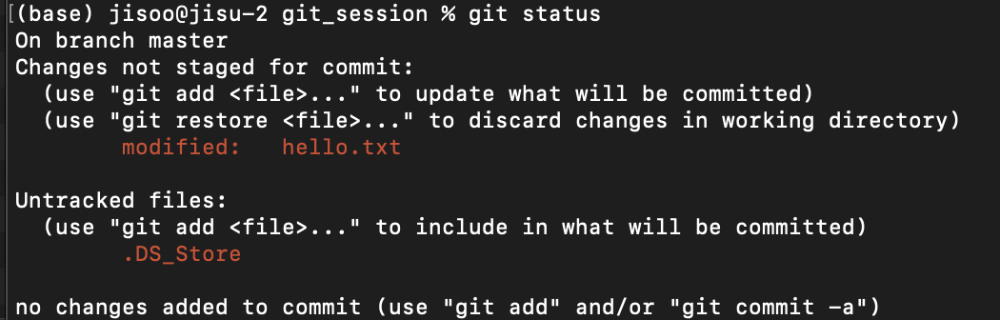 [(base) jisoo@jisu-2 git_session % git status
On branch master
Changes not staged for commit:
  (use "git add <file>..." to update what will be committed)
  (use "git restore <file>..." to discard changes in working directory)
        modified:   hello.txt

Untracked files:
  (use "git add <file>..." to include in what will be committed)
        .DS_Store

no changes added to commit (use "git add" and/or "git commit -a")